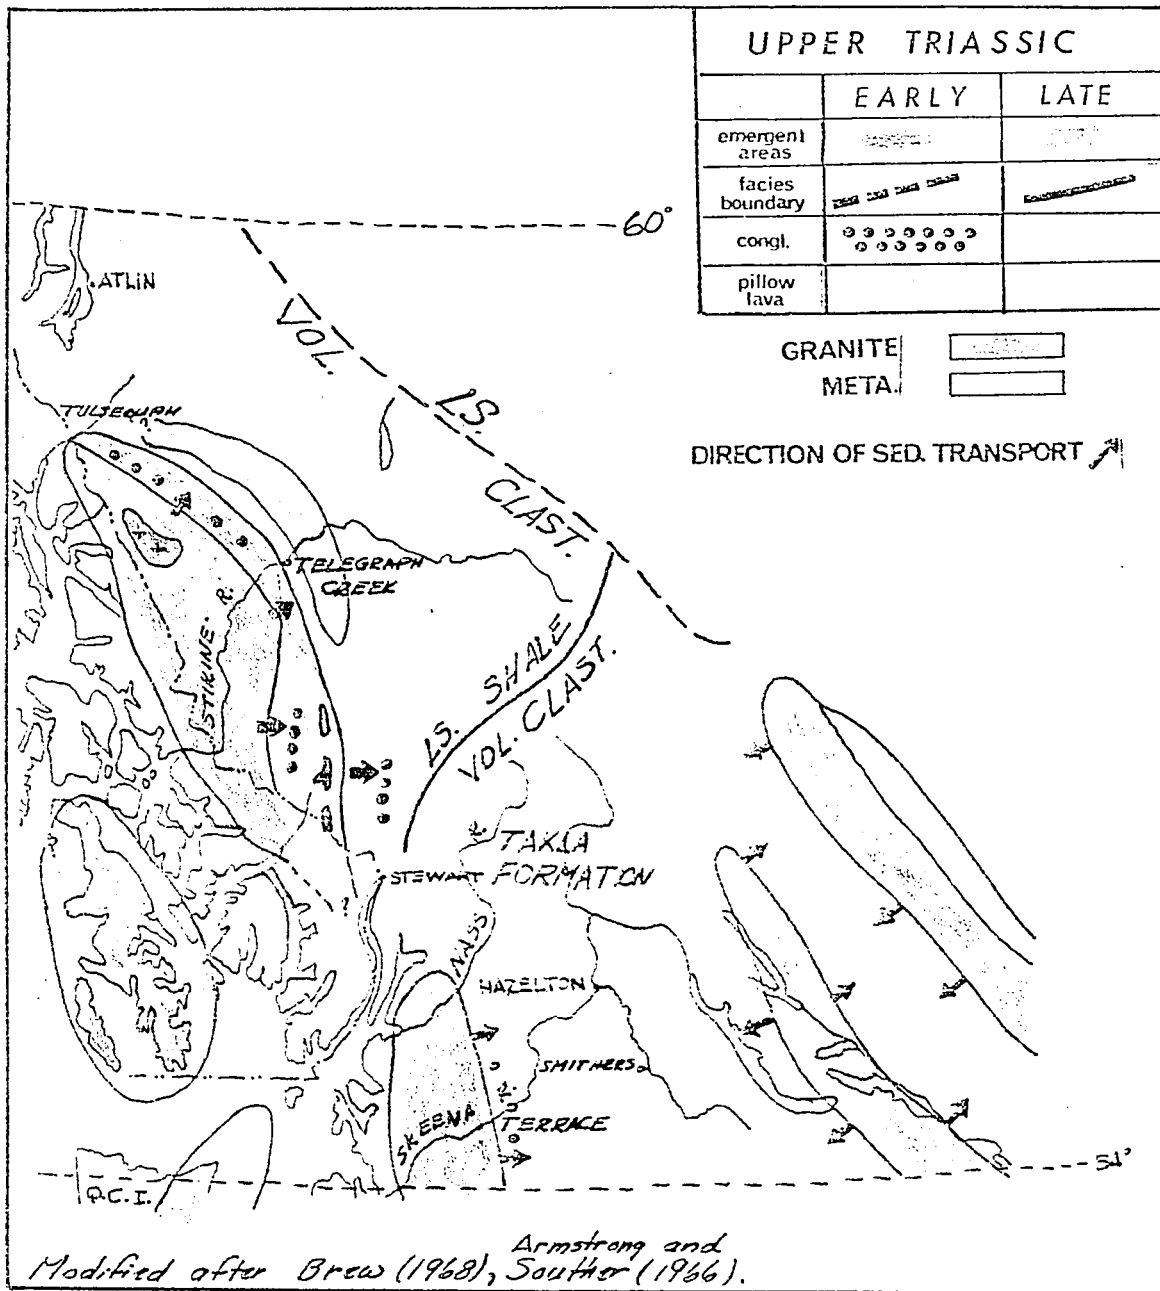 UPPER TRIASSIC
EARLY LATE
emergent
areas
facies
boundary
congl.
pillow
lava
GRANITE
META.
DIRECTION OF SED. TRANSPORT
60°
ATLIN
VOL.
LS.
CLAST.
TULSEQUAH
TELEGRAPH
CREEK
STIKINE R.
LS. SHALE
VOL. CLAST.
R.
TAKLA
FORMATION
STEWART
?
NASS
HAZELTON
SMITHERS
R.
SKEENA
TERRACE
54°
Q.C.I.
Armstrong and
Modified after Brew (1968), Souther (1966).